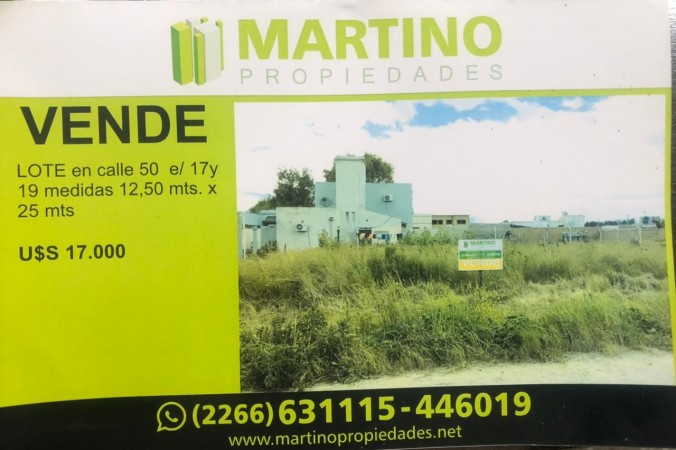 MARTINO
PROPIEDADES
VENDE
LOTE en calle 50 e/ 17y
19 medidas 12,50 mts. x
25 mts
U$S 17.000
MARTINO
(2266) 631115-446019
www.martinopropiedades.net